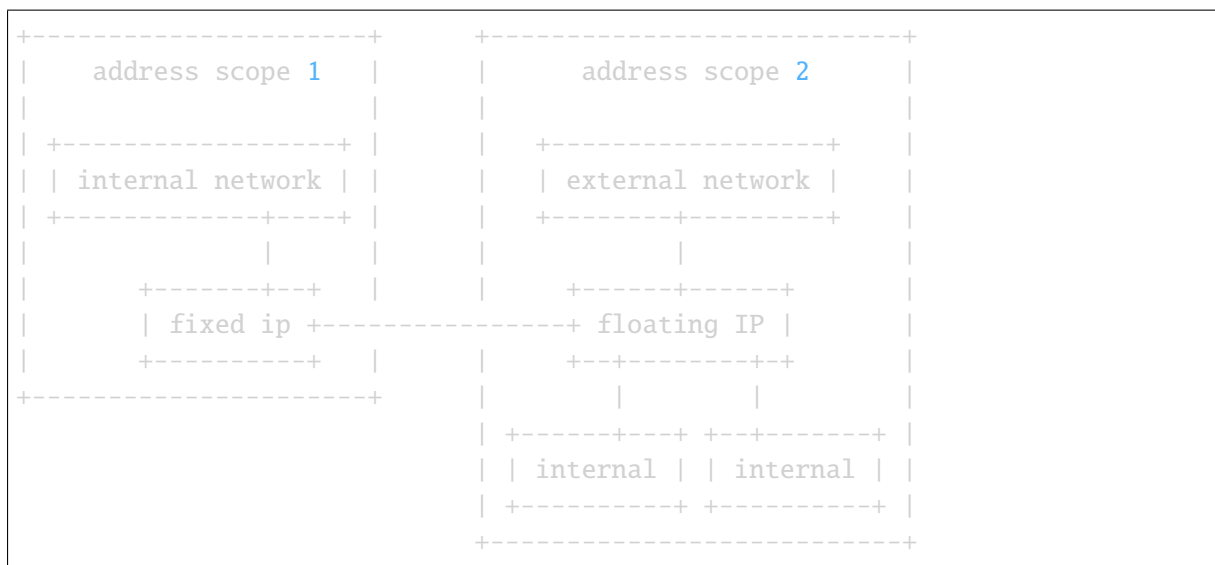 +----------------------+      +---------------------------+
|    address scope 1   |      |      address scope 2      |
|                      |      |                           |
| +------------------+ |      |   +------------------+    |
| | internal network | |      |   | external network |    |
| +-------------+----+ |      |   +--------+---------+    |
|               |      |      |            |              |
|       +-------+--+   |      |     +------+------+       |
|       | fixed ip +----------------+ floating IP |       |
|       +----------+   |      |     +--+--------+-+       |
+----------------------+      |        |        |         |
                              | +------+---+ +--+-------+ |
                              | | internal | | internal | |
                              | +----------+ +----------+ |
                              +---------------------------+